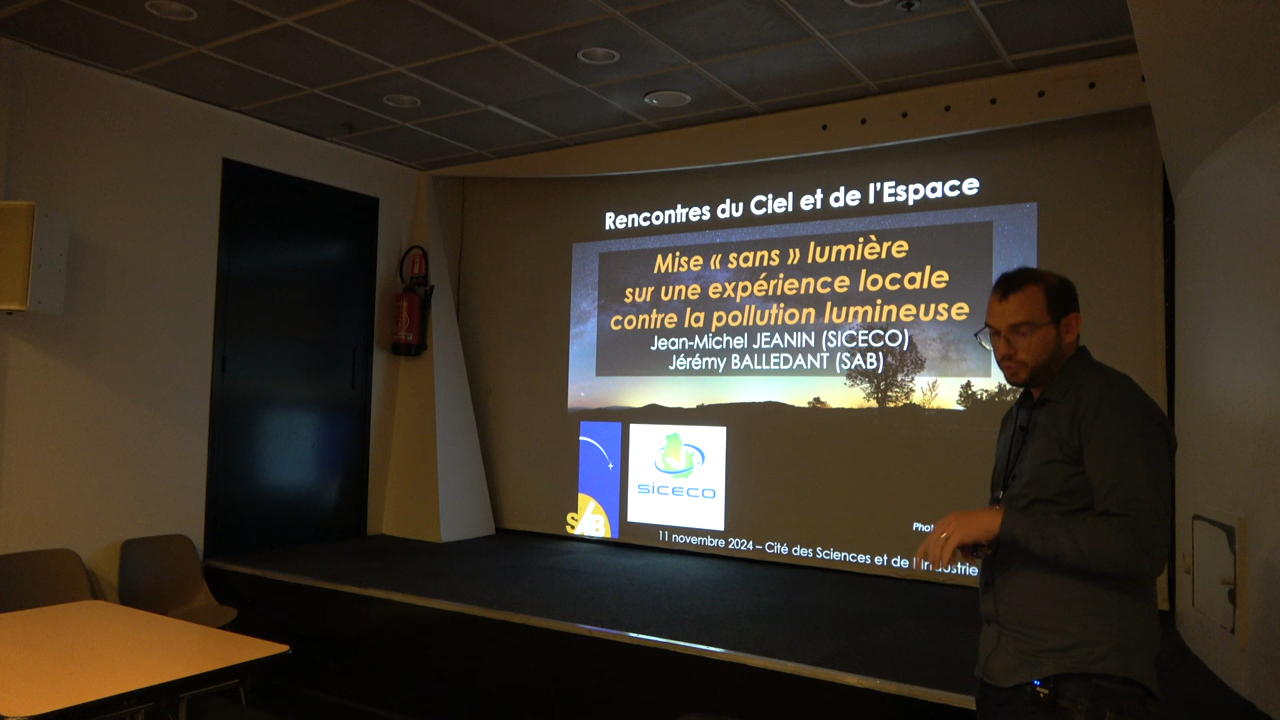 Rencontres du Ciel et de l'Espace
Mise « sans » lumière
sur une expérience locale
contre la pollution lumineuse
Jean-Michel JEANIN (SICECO)
Jérémy BALLEDANT (SAB)
SAB
SICECO
11 novembre 2024 – Cité des Sciences et de l'Industrie